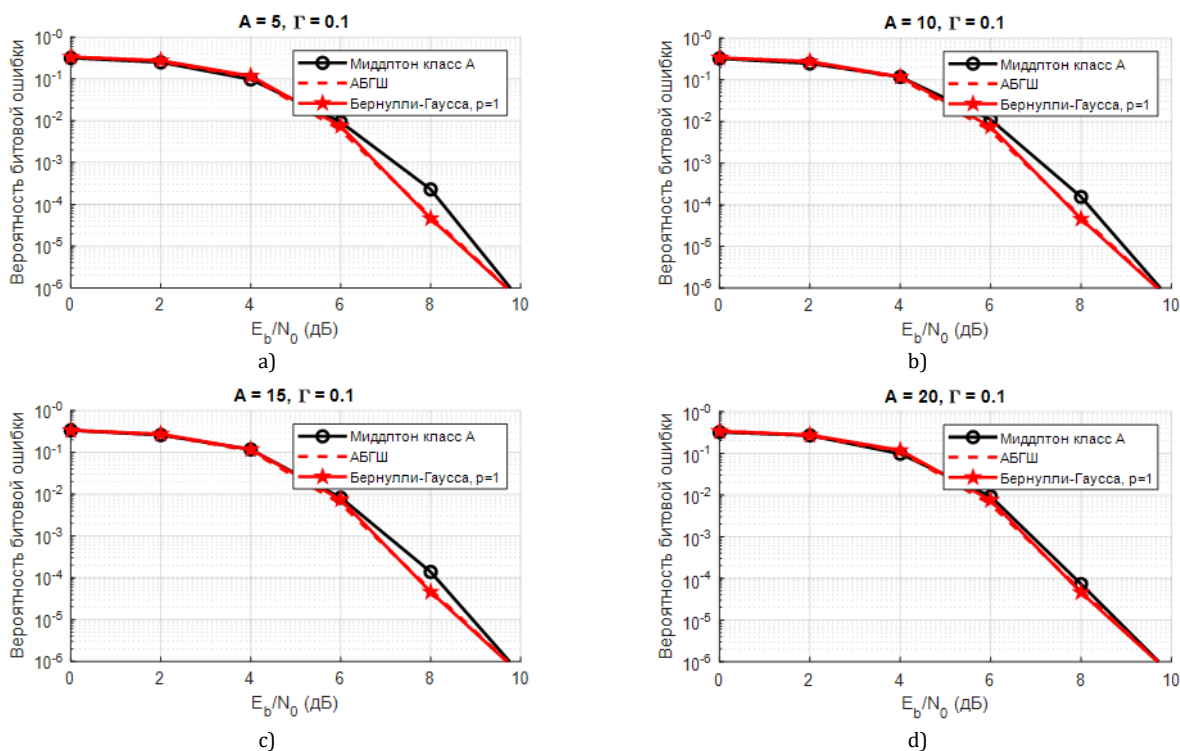 A = 5, Γ = 0.1
Вероятность битовой ошибки
10^-0
10^-1
10^-2
10^-3
10^-4
10^-5
10^-6
Миддлтон класс А
АБГШ
Бернулли-Гаусса, p=1
0 2 4 6 8 10
E_b/N_0 (дБ)
a)
A = 10, Γ = 0.1
Вероятность битовой ошибки
10^-0
10^-1
10^-2
10^-3
10^-4
10^-5
10^-6
Миддлтон класс А
АБГШ
Бернулли-Гаусса, p=1
0 2 4 6 8 10
E_b/N_0 (дБ)
b)
A = 15, Γ = 0.1
Вероятность битовой ошибки
10^-0
10^-1
10^-2
10^-3
10^-4
10^-5
10^-6
Миддлтон класс А
АБГШ
Бернулли-Гаусса, p=1
0 2 4 6 8 10
E_b/N_0 (дБ)
c)
A = 20, Γ = 0.1
Вероятность битовой ошибки
10^-0
10^-1
10^-2
10^-3
10^-4
10^-5
10^-6
Миддлтон класс А
АБГШ
Бернулли-Гаусса, p=1
0 2 4 6 8 10
E_b/N_0 (дБ)
d)